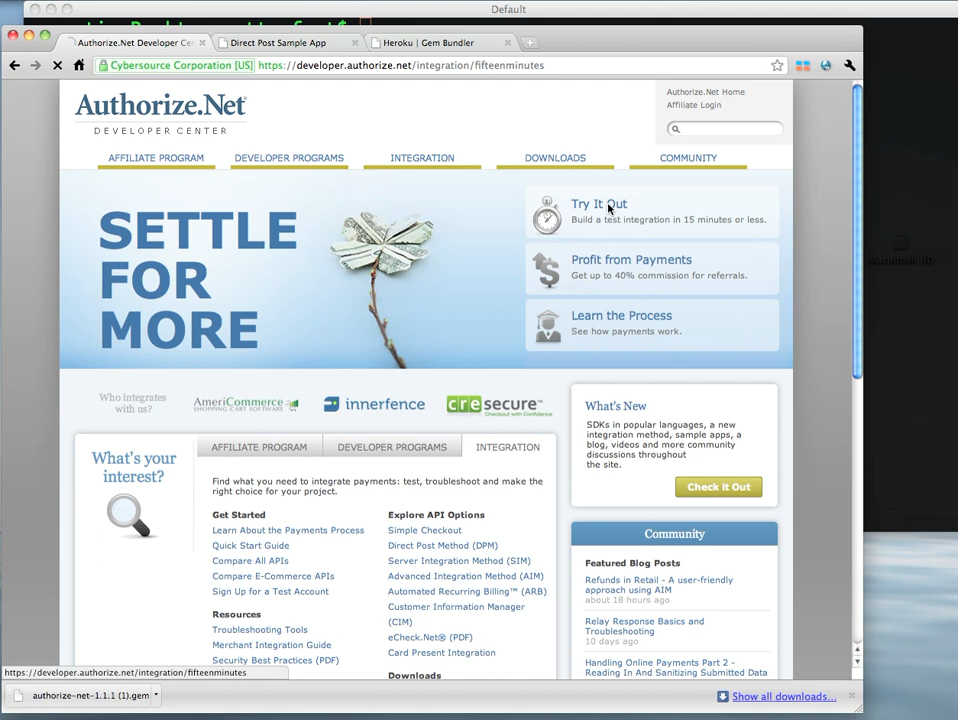 Default
Authorize.Net Developer Cen
Direct Post Sample App
Heroku | Gem Bundler
Cybersource Corporation [US]
https://developer.authorize.net/integration/fifteenminutes
Authorize.Net
DEVELOPER CENTER
Authorize.Net Home
Affiliate Login
AFFILIATE PROGRAM
DEVELOPER PROGRAMS
INTEGRATION
DOWNLOADS
COMMUNITY
SETTLE
FOR
MORE
Try It Out
Build a test integration in 15 minutes or less.
Profit from Payments
Get up to 40% commission for referrals.
Learn the Process
See how payments work.
Who integrates
with us?
AmeriCommerce
SHOPPING CART SOFTWARE
innerfence
cresecure™
Checkout with Confidence
What's your
interest?
AFFILIATE PROGRAM
DEVELOPER PROGRAMS
INTEGRATION
Find what you need to integrate payments: test, troubleshoot and make the
right choice for your project.
Get Started
Learn About the Payments Process
Quick Start Guide
Compare All APIs
Compare E-Commerce APIs
Sign Up for a Test Account
Resources
Troubleshooting Tools
Merchant Integration Guide
Security Best Practices (PDF)
Explore API Options
Simple Checkout
Direct Post Method (DPM)
Server Integration Method (SIM)
Advanced Integration Method (AIM)
Automated Recurring Billing™ (ARB)
Customer Information Manager
(CIM)
eCheck.Net® (PDF)
Card Present Integration
Downloads
What's New
SDKs in popular languages, a new
integration method, sample apps, a
blog, videos and more community
discussions throughout
the site.
Check it Out
Community
Featured Blog Posts
Refunds in Retail - A user-friendly
approach using AIM
about 18 hours ago
Relay Response Basics and
Troubleshooting
10 days ago
Handling Online Payments Part 2 -
Reading In And Sanitizing Submitted Data
https://developer.authorize.net/integration/fifteenminutes
authorize-net-1.1.1 (1).gem
Show all downloads...